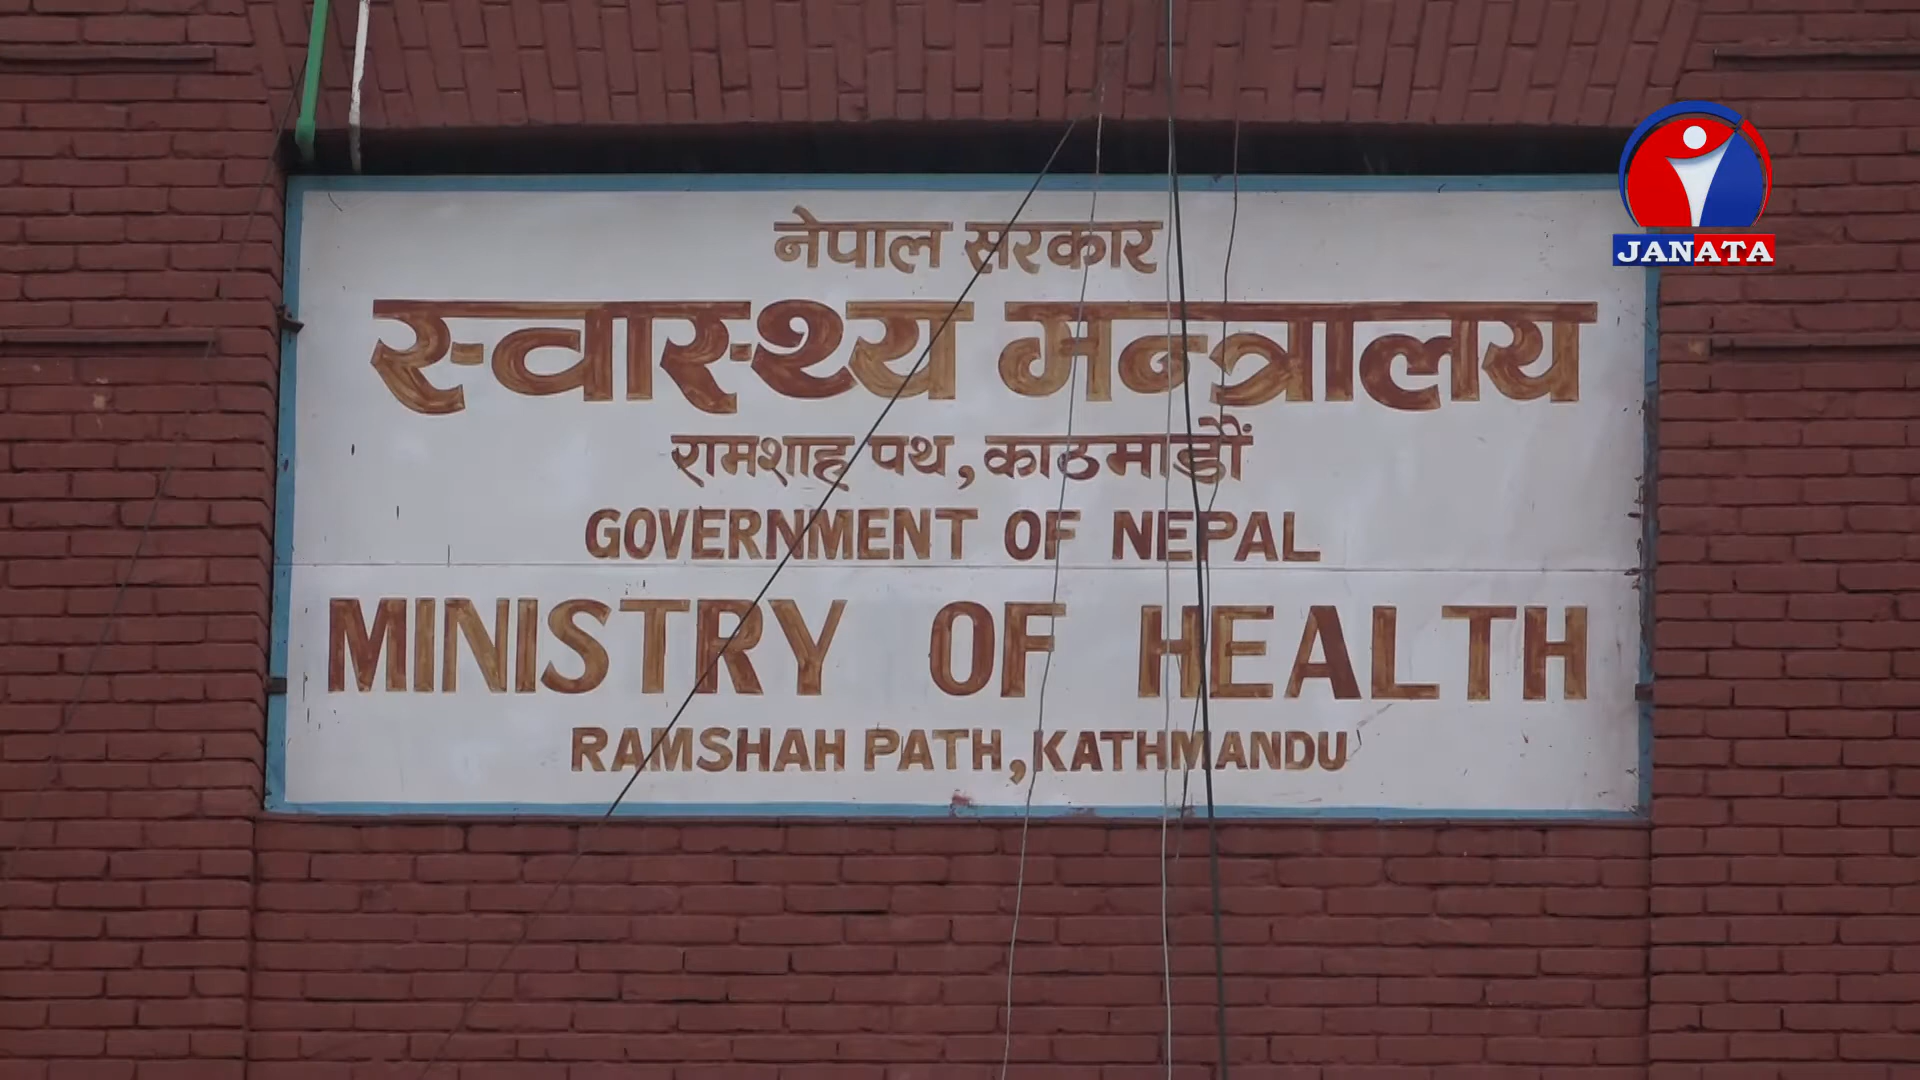 नेपाल सरकार
स्वास्थ्य मन्त्रालय
रामशाह पथ, काठमाडौं
GOVERNMENT OF NEPAL
MINISTRY OF HEALTH
RAMSHAH PATH, KATHMANDU
JANATA